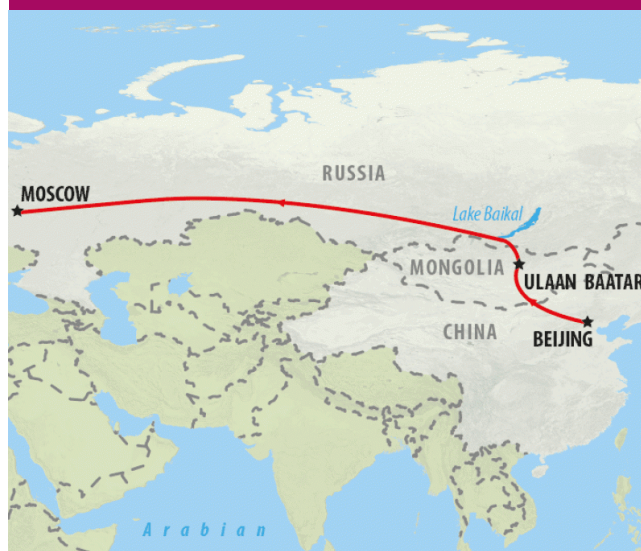 RUSSIA
MOSCOW
Lake Baikal
MONGOLIA
ULAAN BAATAR
CHINA
BEIJING
Arabian